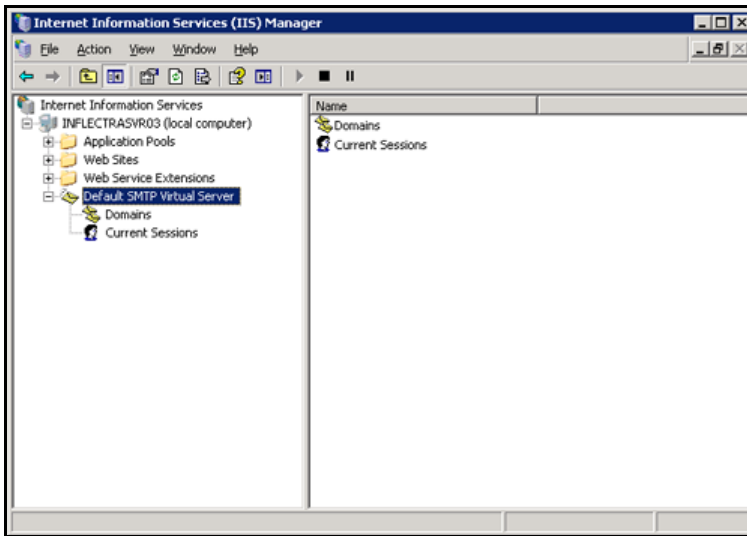 Internet Information Services (IIS) Manager
File Action View Window Help
Internet Information Services
INFLECTRASVR03 (local computer)
Application Pools
Web Sites
Web Service Extensions
Default SMTP Virtual Server
Domains
Current Sessions
Name
Domains
Current Sessions